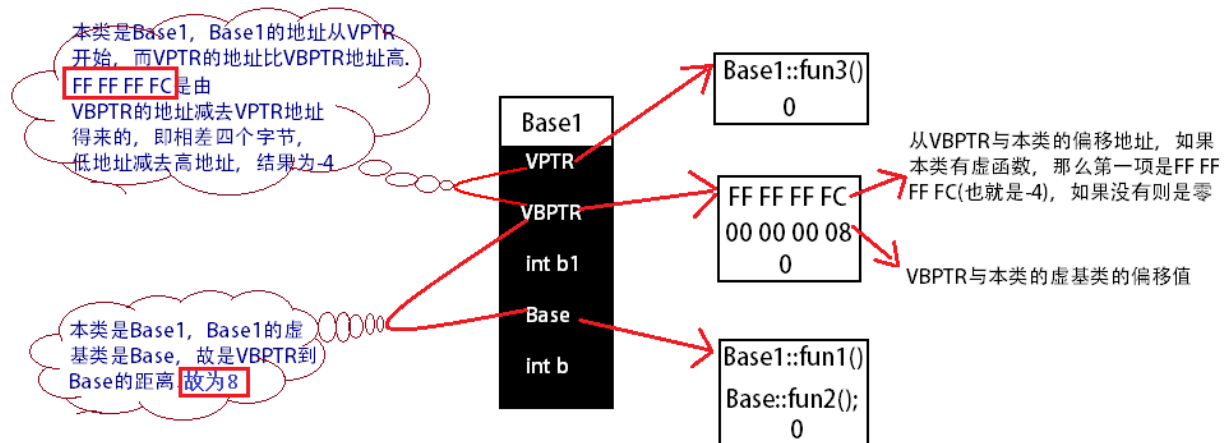 本类是Base1，Base1的地址从VPTR
开始，而VPTR的地址比VBPTR地址高.
FF FF FF FC是由
VBPTR的地址减去VPTR地址
得来的，即相差四个字节，
低地址减去高地址，结果为-4
本类是Base1，Base1的虚
基类是Base，故是VBPTR到
Base的距离 故为8
Base1
VPTR
VBPTR
int b1
Base
int b
Base1::fun3()
0
FF FF FF FC
00 00 00 08
0
Base1::fun1()
Base::fun2();
0
从VBPTR与本类的偏移地址，如果
本类有虚函数，那么第一项是FF FF
FF FC(也就是-4)，如果没有则是零
VBPTR与本类的虚基类的偏移值